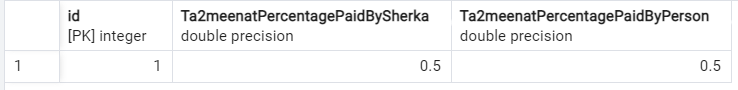 id Ta2meenatPercentagePaidBySherka Ta2meenatPercentagePaidByPerson
[PK] integer double precision double precision
1 1 0.5 0.5